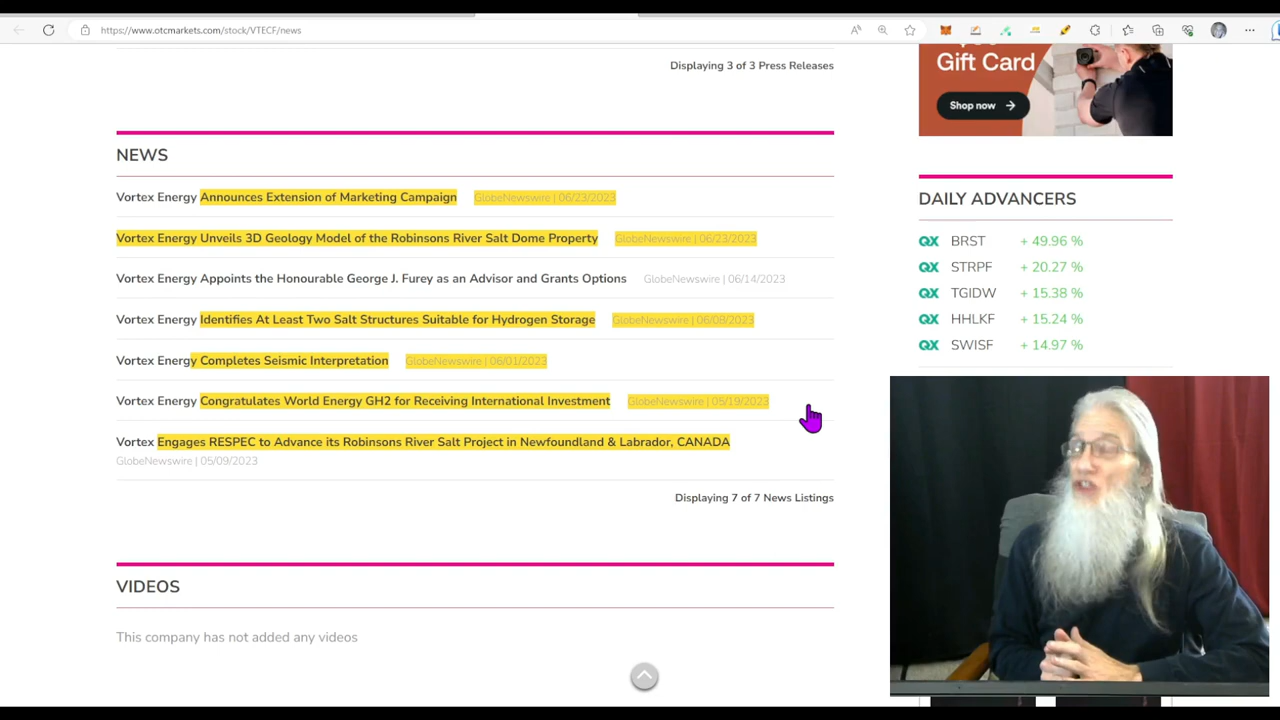 https://www.otcmarkets.com/stock/VTECF/news
Displaying 3 of 3 Press Releases
NEWS
Vortex Energy Announces Extension of Marketing Campaign GlobeNewswire | 06/23/2023
Vortex Energy Unveils 3D Geology Model of the Robinsons River Salt Dome Property GlobeNewswire | 06/23/2023
Vortex Energy Appoints the Honourable George J. Furey as an Advisor and Grants Options GlobeNewswire | 06/14/2023
Vortex Energy Identifies At Least Two Salt Structures Suitable for Hydrogen Storage GlobeNewswire | 06/08/2023
Vortex Energy Completes Seismic Interpretation GlobeNewswire | 06/01/2023
Vortex Energy Congratulates World Energy GH2 for Receiving International Investment GlobeNewswire | 05/19/2023
Vortex Engages RESPEC to Advance its Robinsons River Salt Project in Newfoundland & Labrador, CANADA
GlobeNewswire | 05/09/2023
Displaying 7 of 7 News Listings
VIDEOS
This company has not added any videos
Gift Card
Shop now
DAILY ADVANCERS
QX BRST + 49.96 %
QX STRPF + 20.27 %
QX TGIDW + 15.38 %
QX HHLKF + 15.24 %
QX SWISF + 14.97 %